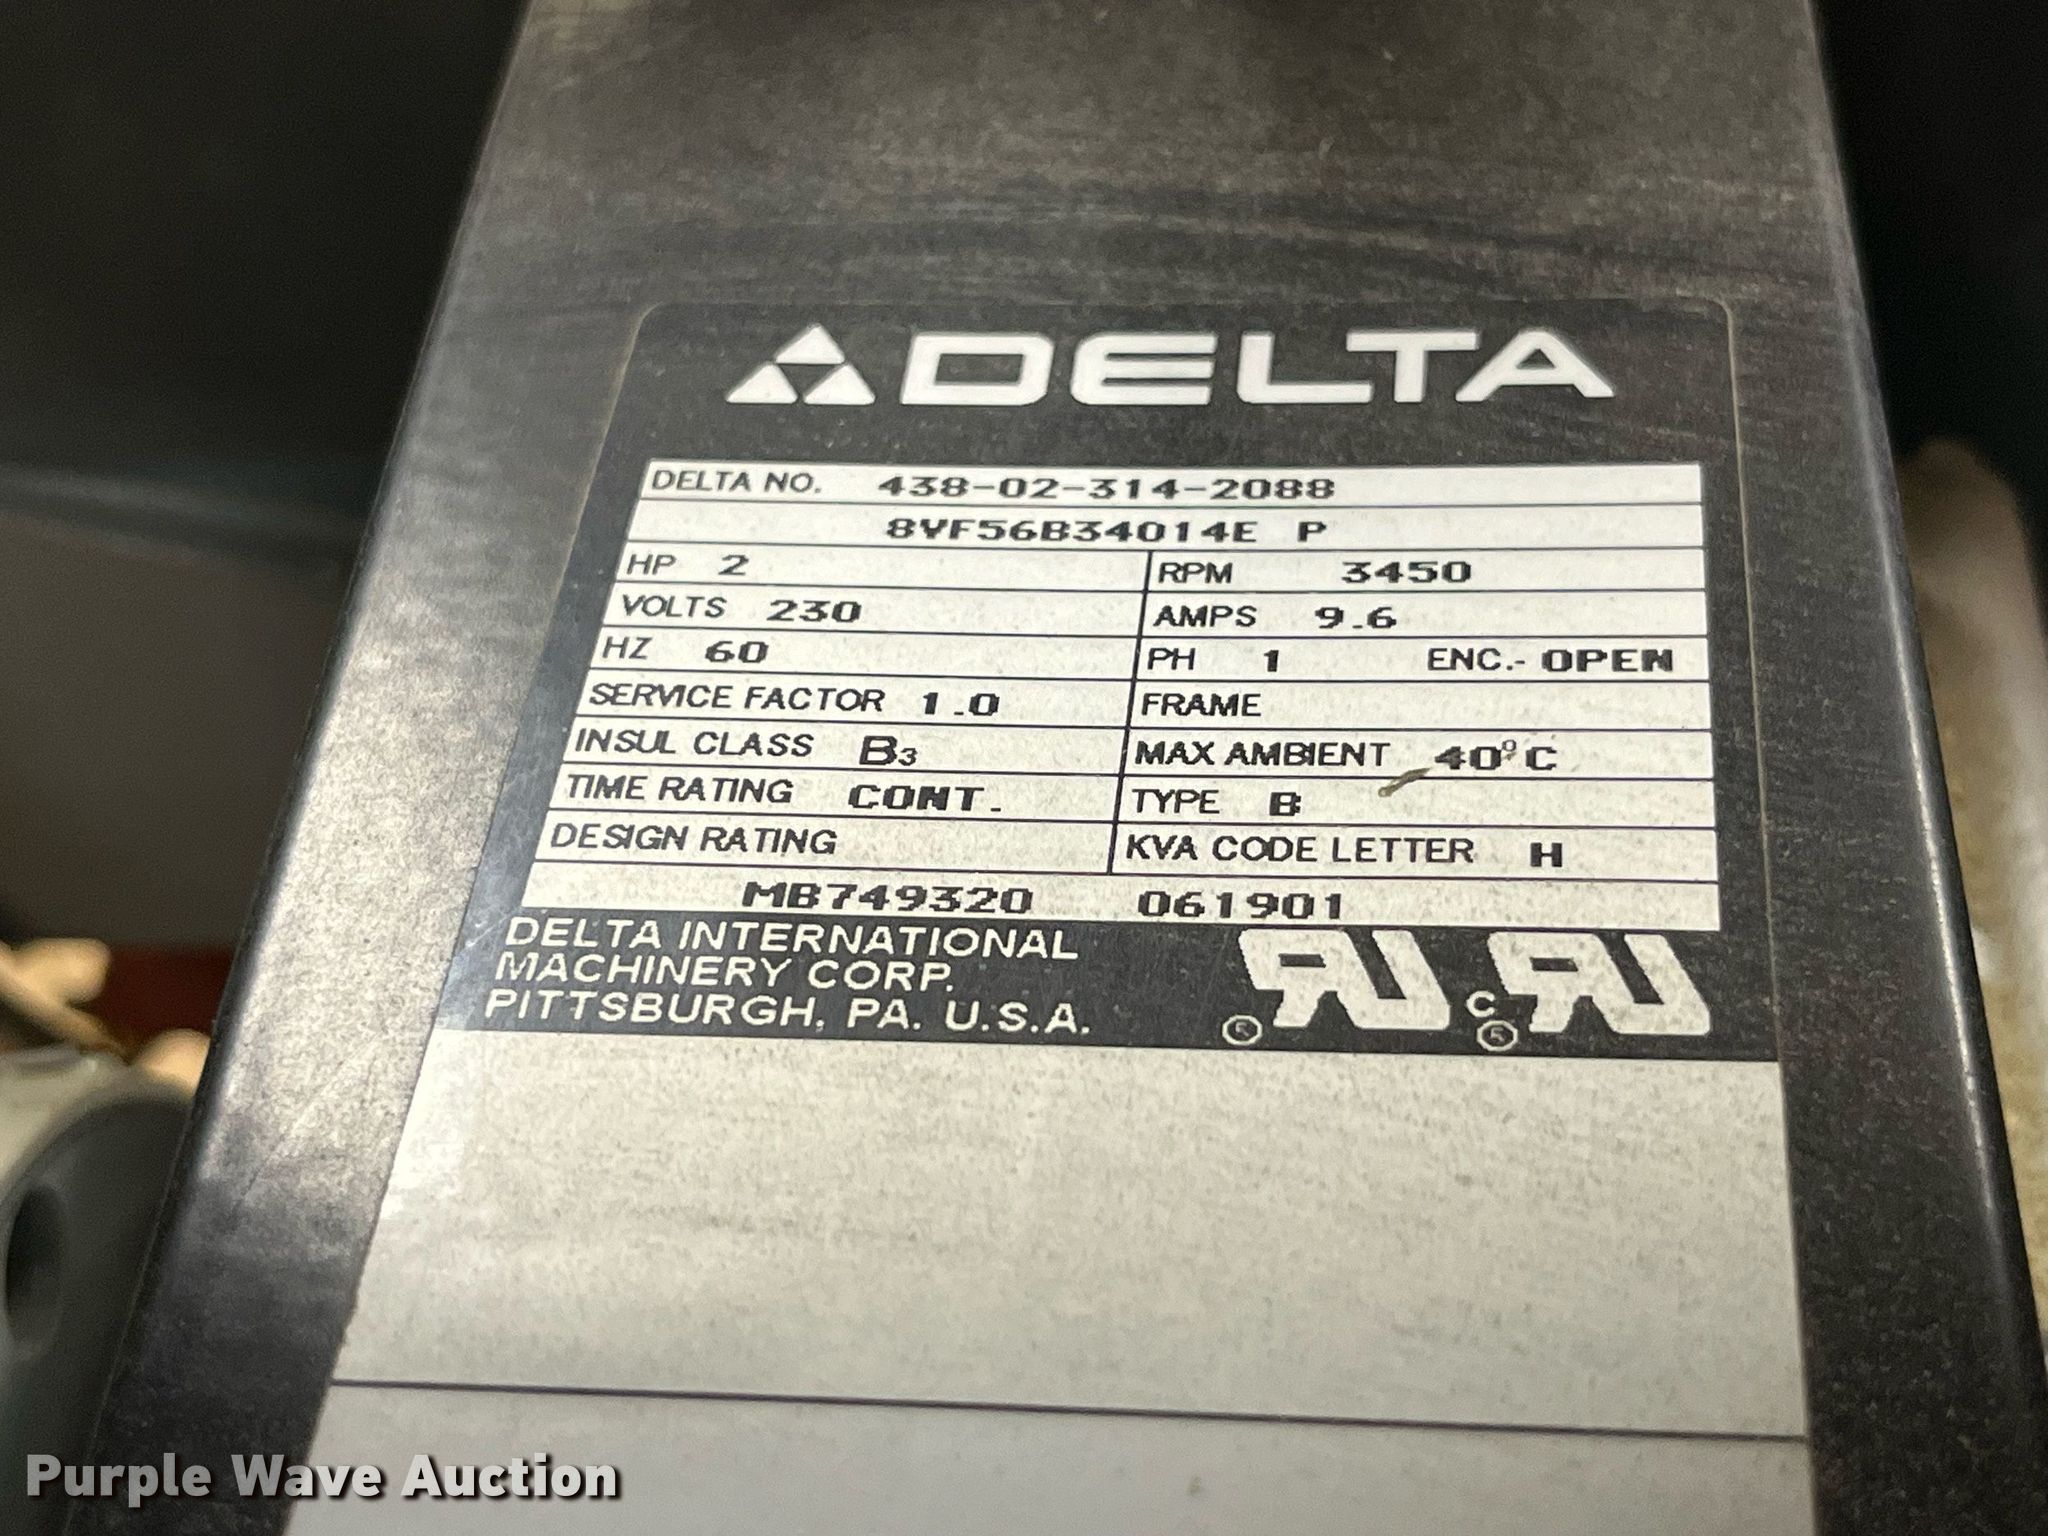 DELTA
DELTA NO. 438-02-314-2088
8VF56B34014E P
HP 2 RPM 3450
VOLTS 230 AMPS 9.6
HZ 60 PH 1 ENC.- OPEN
SERVICE FACTOR 1.0 FRAME
INSUL CLASS B3 MAX AMBIENT 40°C
TIME RATING CONT. TYPE B
DESIGN RATING KVA CODE LETTER H
MB749320 061901
DELTA INTERNATIONAL
MACHINERY CORP.
PITTSBURGH, PA. U.S.A.
Purple Wave Auction